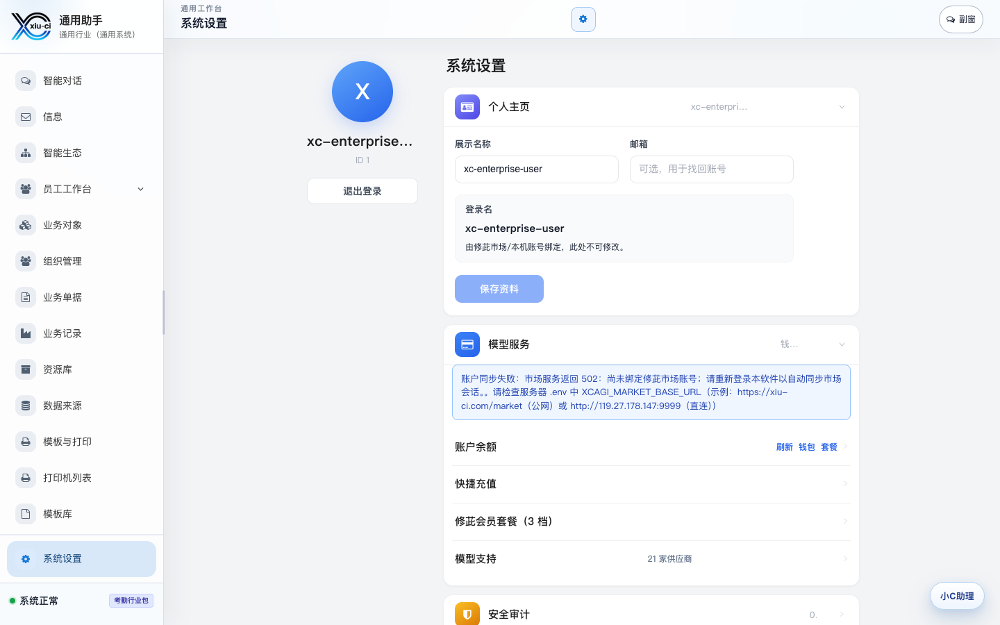 xiu-ci
通用助手
通用行业（通用系统）
智能对话
信息
智能生态
员工工作台
业务对象
组织管理
业务单据
业务记录
资源库
数据来源
模板与打印
打印机列表
模板库
系统设置
系统正常
考勤行业包
通用工作台
系统设置
副窗
X
xc-enterprise...
ID 1
退出登录
系统设置
个人主页
xc-enterpri...
展示名称
邮箱
xc-enterprise-user
可选，用于找回账号
登录名
xc-enterprise-user
由修茈市场/本机账号绑定，此处不可修改。
保存资料
模型服务
钱...
账户同步失败：市场服务返回 502：尚未绑定修茈市场账号；请重新登录本软件以自动同步市场
会话。。请检查服务器 .env 中 XCAGI_MARKET_BASE_URL（示例：https://xiu-
ci.com/market（公网）或 http://119.27.178.147:9999（直连））
账户余额
刷新 钱包 套餐
快捷充值
修茈会员套餐（3 档）
模型支持
21 家供应商
安全审计
0.
小C助理